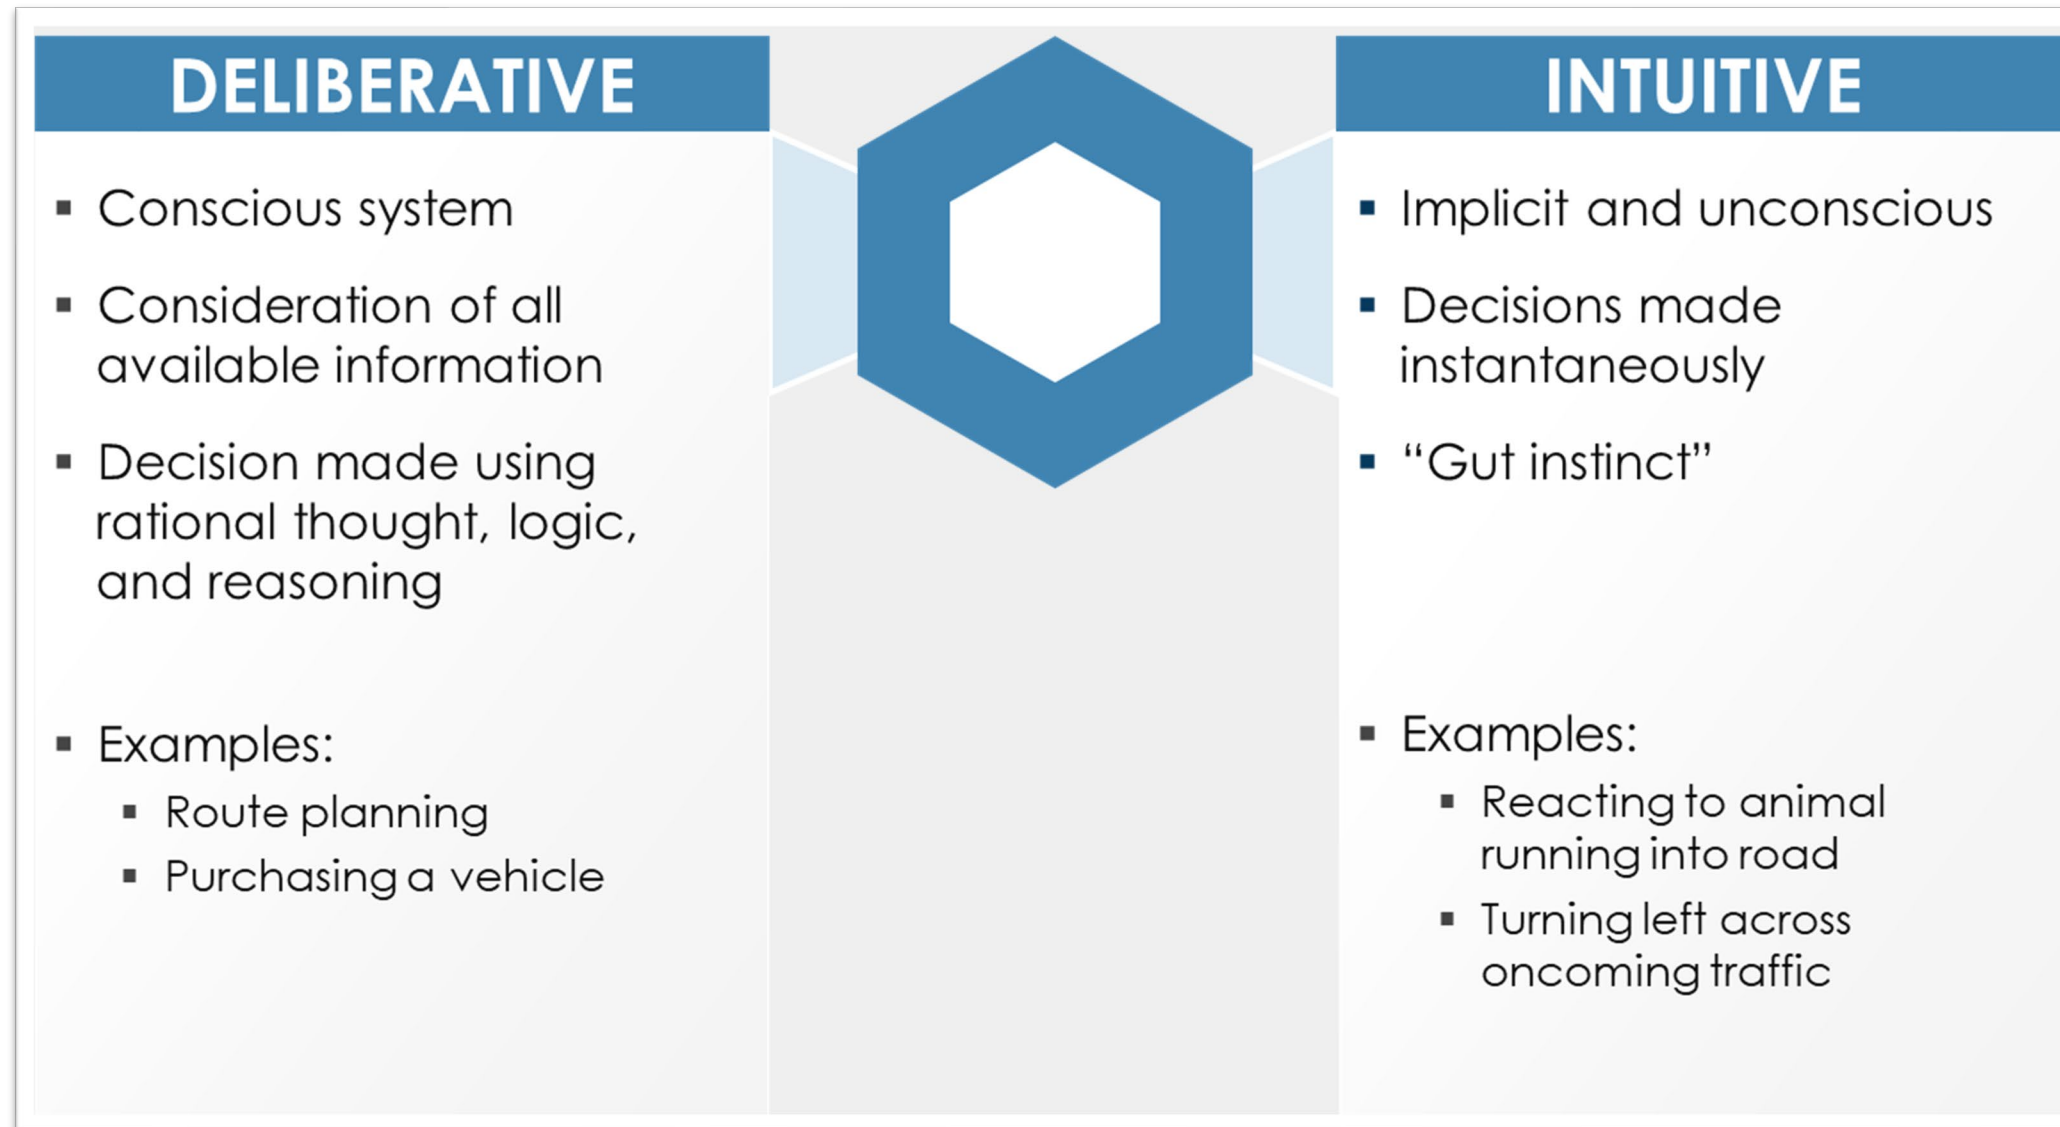 DELIBERATIVE
▪ Conscious system
▪ Consideration of all
available information
▪ Decision made using
rational thought, logic,
and reasoning
▪ Examples:
▪ Route planning
▪ Purchasing a vehicle
INTUITIVE
▪ Implicit and unconscious
▪ Decisions made
instantaneously
▪ “Gut instinct”
▪ Examples:
▪ Reacting to animal
running into road
▪ Turning left across
oncoming traffic